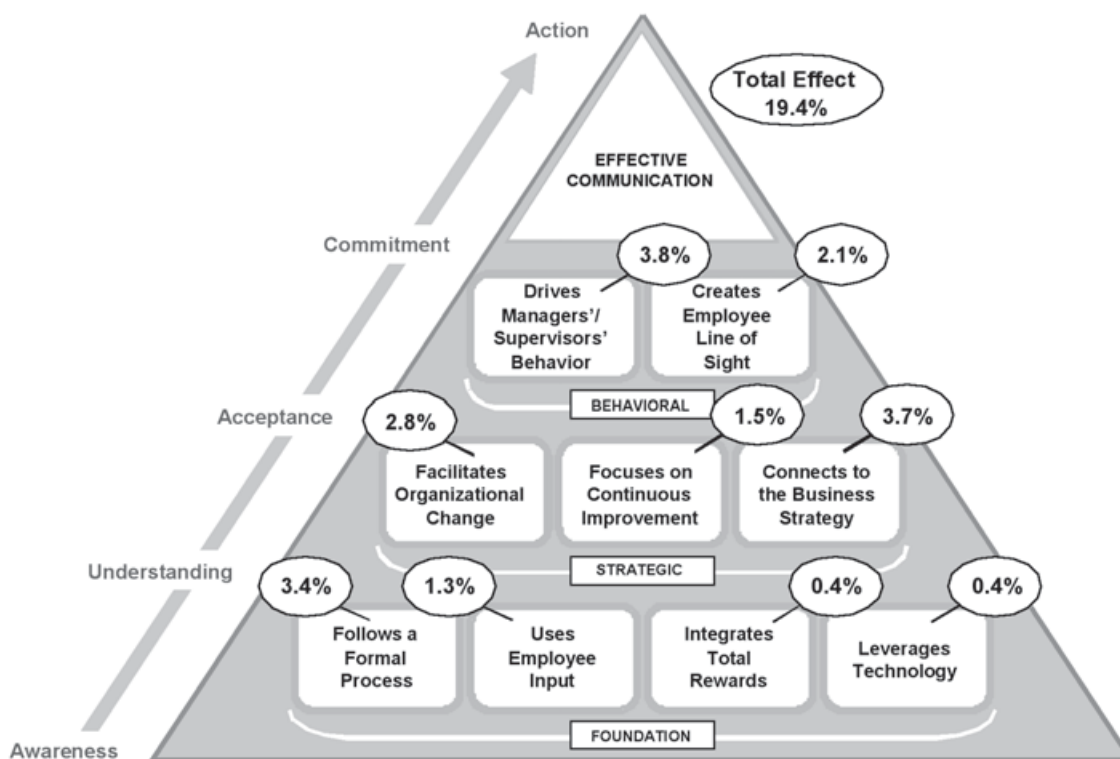 Action
Total Effect
19.4%
EFFECTIVE
COMMUNICATION
Commitment
3.8%
2.1%
Drives
Managers’/
Supervisors’
Behavior
Creates
Employee
Line of
Sight
BEHAVIORAL
Acceptance
2.8%
1.5%
3.7%
Facilitates
Organizational
Change
Focuses on
Continuous
Improvement
Connects to
the Business
Strategy
STRATEGIC
Understanding
3.4%
1.3%
0.4%
0.4%
Follows a
Formal
Process
Uses
Employee
Input
Integrates
Total
Rewards
Leverages
Technology
FOUNDATION
Awareness